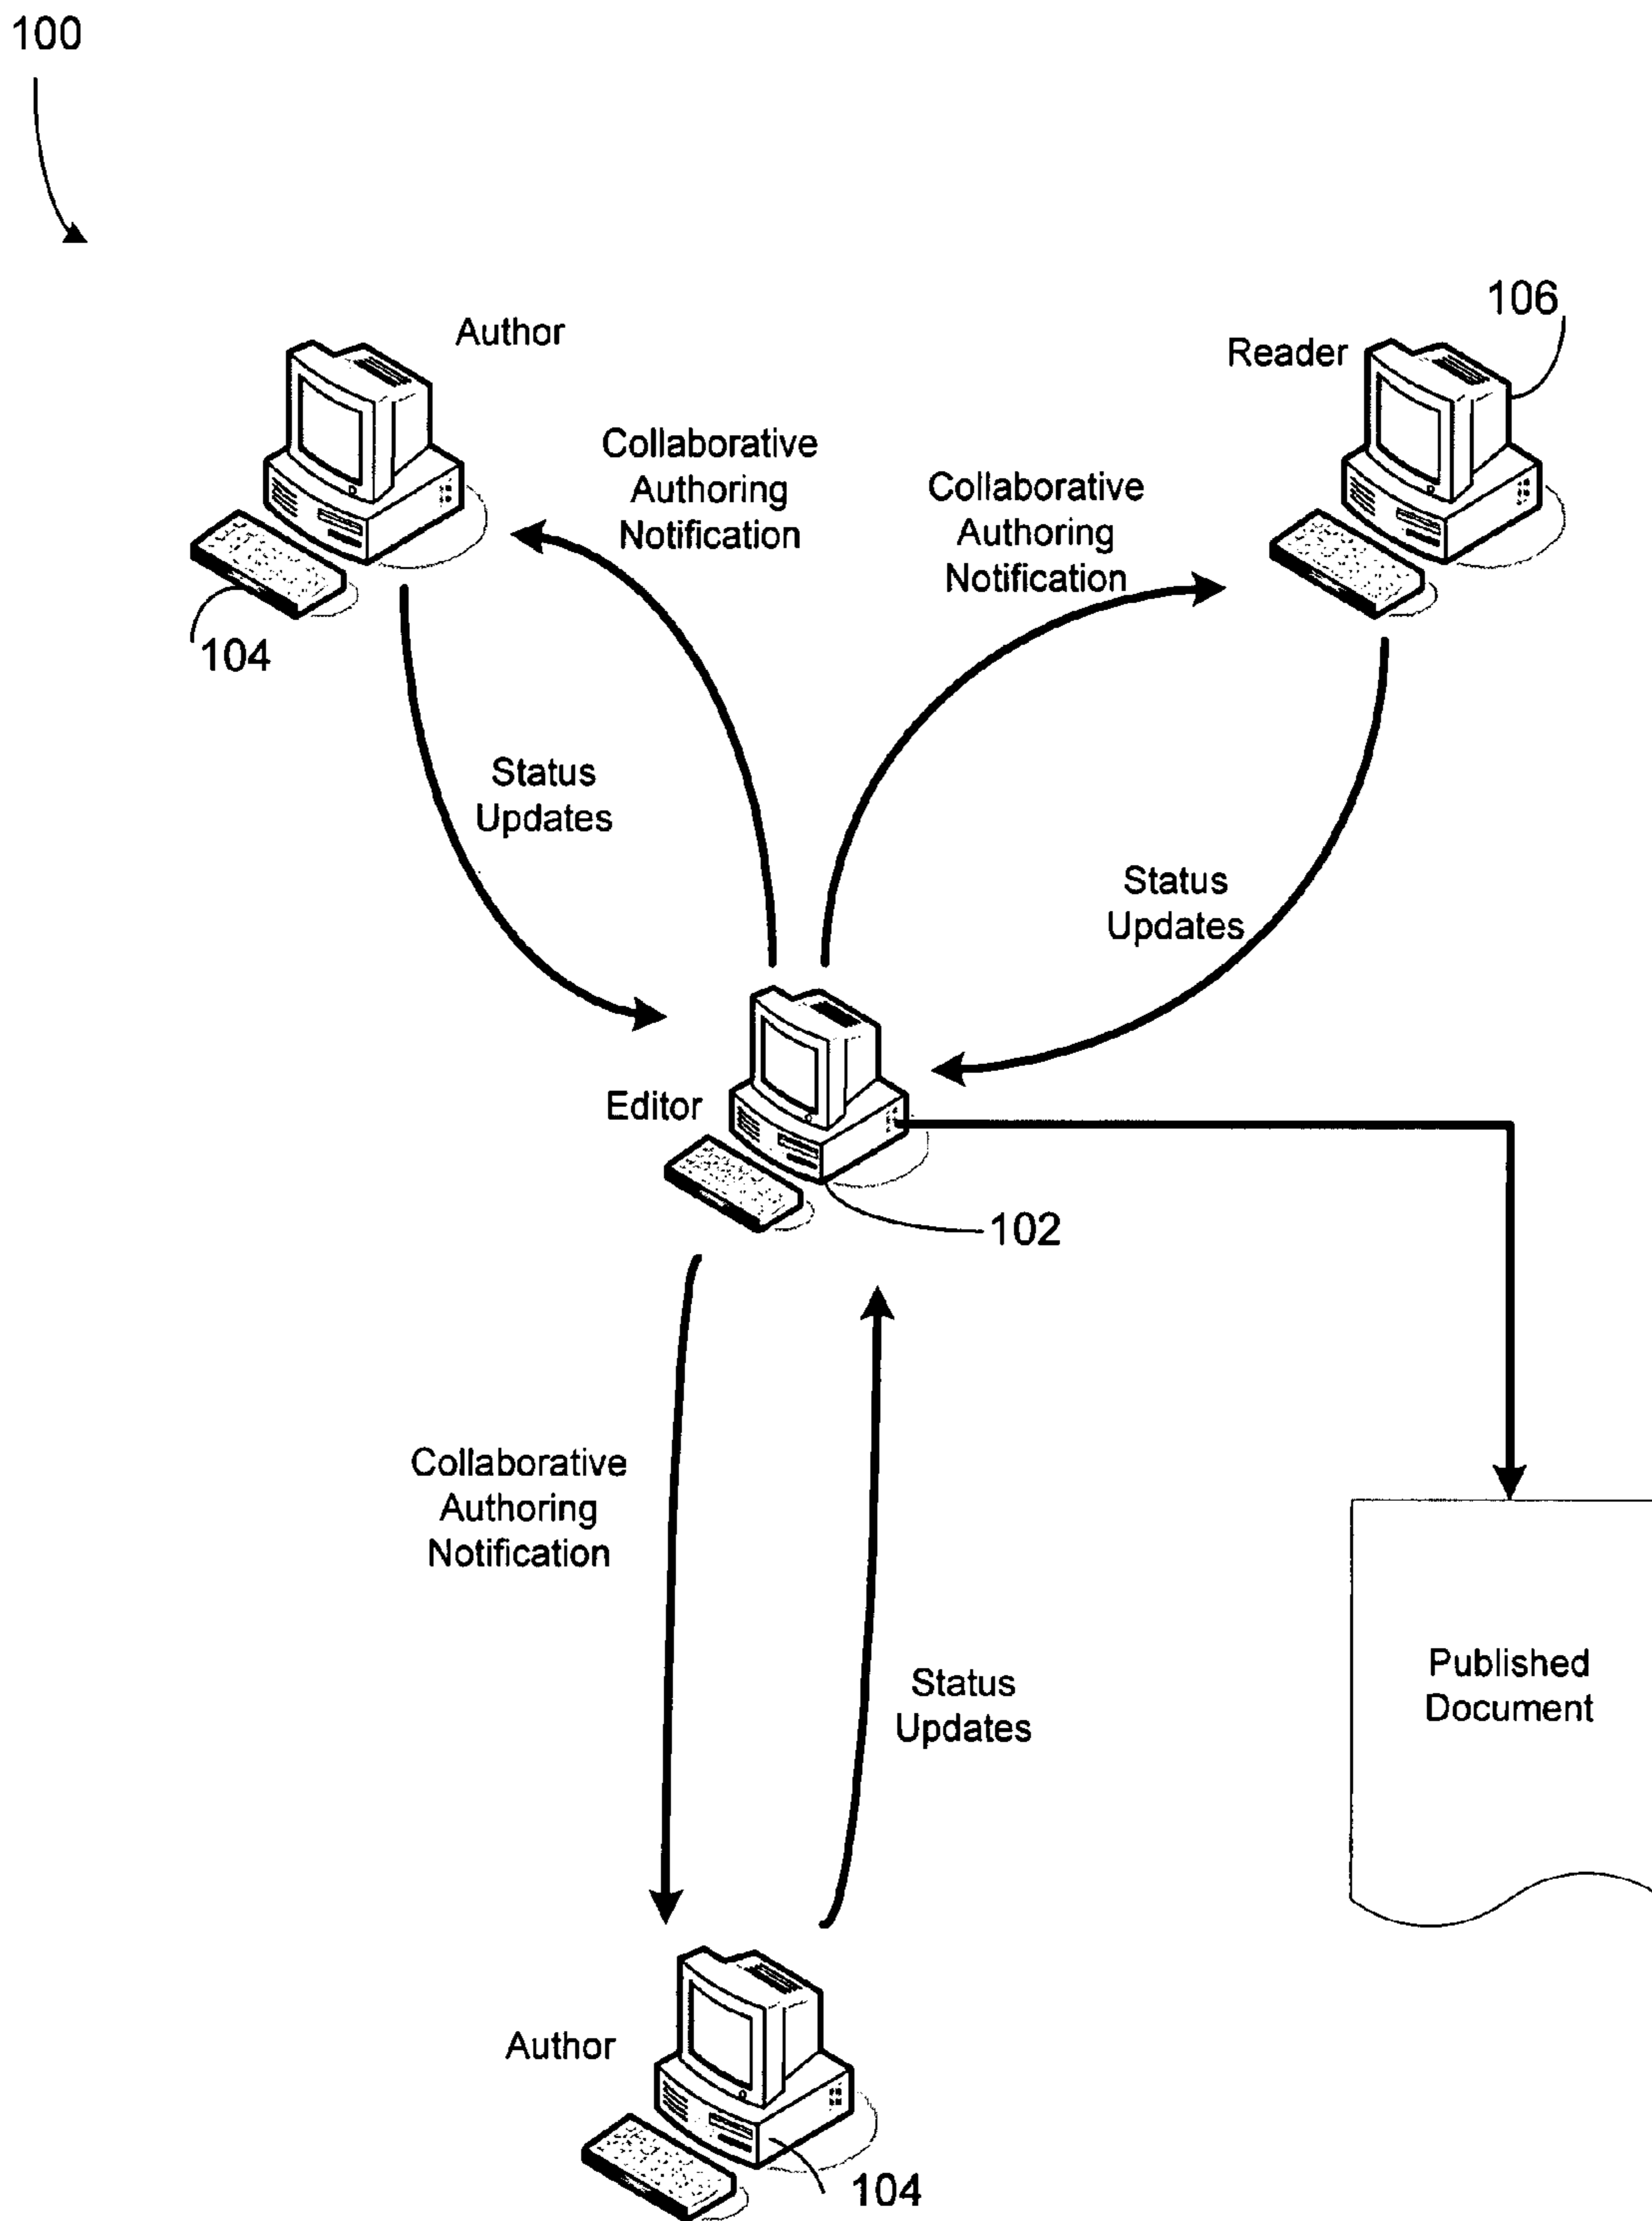 100
106
Author
Reader
Collaborative
Authoring
Notification
Collaborative
Authoring
Notification
104
Status
Updates
Status
Updates
Editor
102
Collaborative
Authoring
Notification
Status
Updates
Published
Document
Author
104